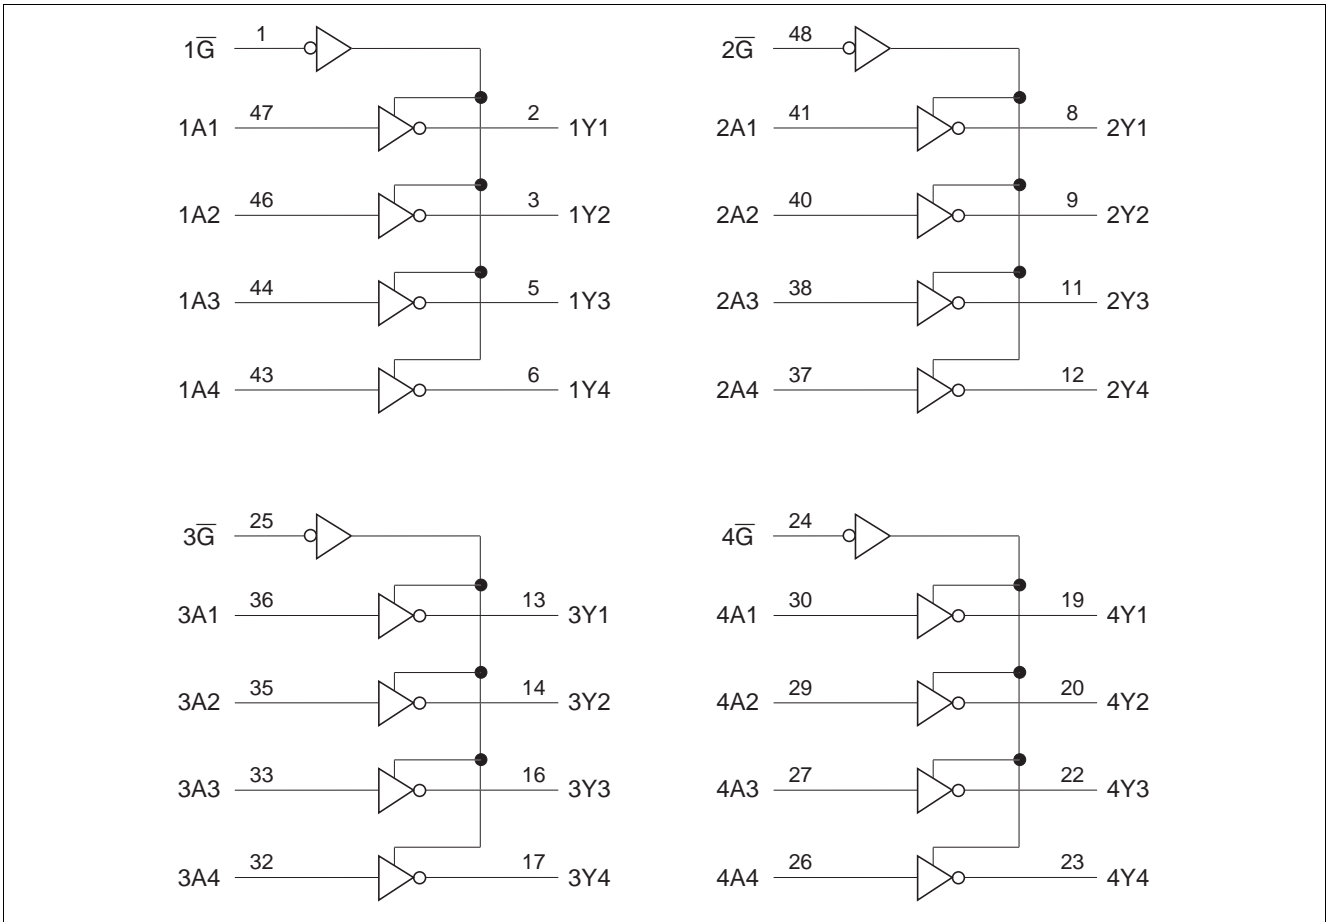 1G̅ 1
1A1 47 2 1Y1
1A2 46 3 1Y2
1A3 44 5 1Y3
1A4 43 6 1Y4
2G̅ 48
2A1 41 8 2Y1
2A2 40 9 2Y2
2A3 38 11 2Y3
2A4 37 12 2Y4
3G̅ 25
3A1 36 13 3Y1
3A2 35 14 3Y2
3A3 33 16 3Y3
3A4 32 17 3Y4
4G̅ 24
4A1 30 19 4Y1
4A2 29 20 4Y2
4A3 27 22 4Y3
4A4 26 23 4Y4